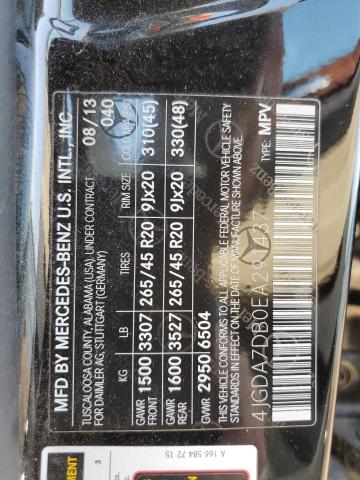 MFD BY MERCEDES-BENZ U.S. INTL., INC.
TUSCALOOSA COUNTY, ALABAMA (USA), UNDER CONTRACT 08/13
FOR DAIMLER AG; STUTTGART (GERMANY) 040
KG LB TIRES RIM SIZE COLD
GAWR FRONT 1500 3307 265/45 R20 9Jx20 310(45)
GAWR REAR 1600 3527 265/45 R20 9Jx20 330(48)
GVWR 2950 6504
THIS VEHICLE CONFORMS TO ALL APPLICABLE FEDERAL MOTOR VEHICLE SAFETY
STANDARDS IN EFFECT ON THE DATE OF MANUFACTURE
TYPE: MPV
A 166 584 72 15
3